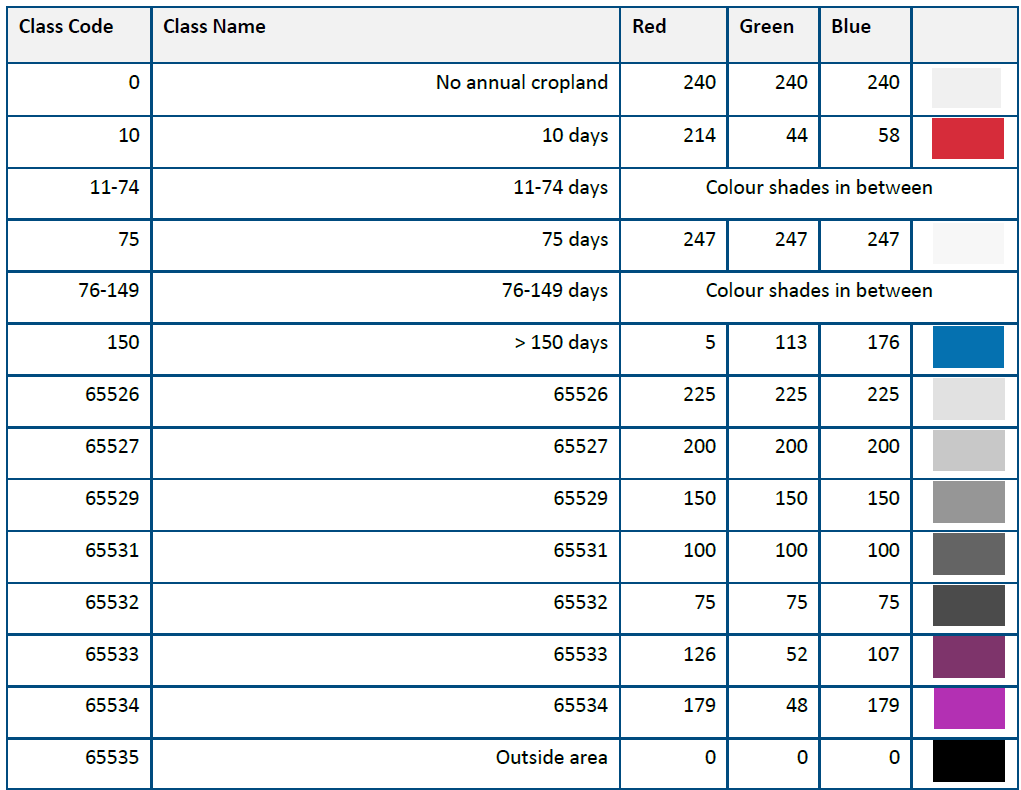 Class Code Class Name Red Green Blue
0 No annual cropland 240 240 240
10 10 days 214 44 58
11-74 11-74 days Colour shades in between
75 75 days 247 247 247
76-149 76-149 days Colour shades in between
150 > 150 days 5 113 176
65526 65526 225 225 225
65527 65527 200 200 200
65529 65529 150 150 150
65531 65531 100 100 100
65532 65532 75 75 75
65533 65533 126 52 107
65534 65534 179 48 179
65535 Outside area 0 0 0